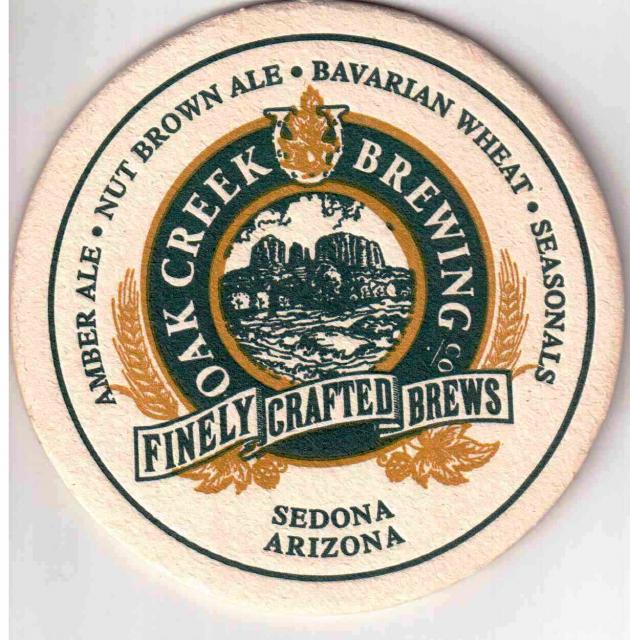 AMBER ALE • NUT BROWN ALE • BAVARIAN WHEAT • SEASONALS
OAK CREEK BREWING CO
FINELY CRAFTED BREWS
SEDONA
ARIZONA